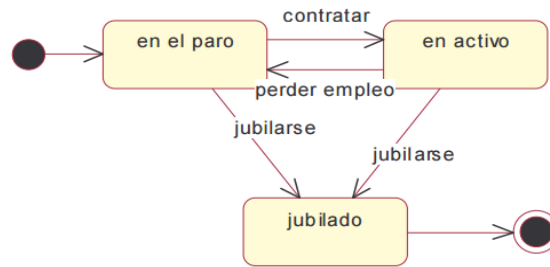 contratar
en el paro
en activo
perder empleo
jubilarse
jubilarse
jubilado